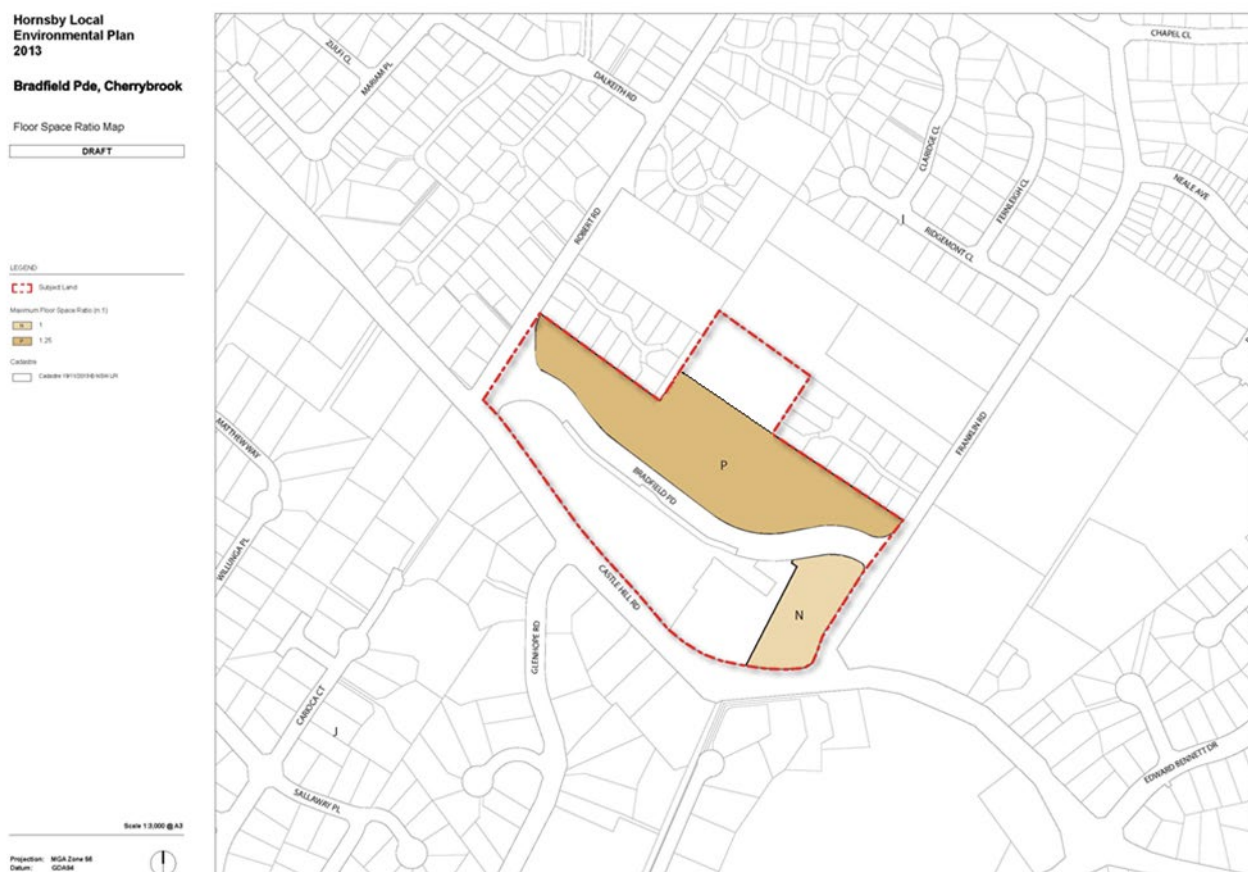 Hornsby Local
Environmental Plan
2013
Bradfield Pde, Cherrybrook
Floor Space Ratio Map
DRAFT
LEGEND
Subject Land
Maximum Floor Space Ratio (n:1)
N 1
P 1.25
Cadastre
Scale 1:3,000 @ A3
Projection: MGA Zone 56
Datum: GDA94
ZULFI CL
MARIAM PL
DALKEITH RD
CHAPEL CL
CLARIDGE CL
FERNLEIGH CL
NEALE AVE
I
RIDGEMONT CL
ROBERT RD
FRANKLIN RD
MATTHEW WAY
P
BRADFIELD PD
WILLUNGA PL
CASTLE HILL RD
N
GLENHOPE RD
CARIOCA CT
J
SALLAWAY PL
EDWARD BENNETT DR